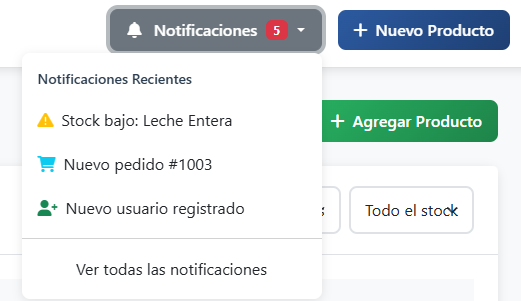 Notificaciones 5
Nuevo Producto
Notificaciones Recientes
Stock bajo: Leche Entera
Agregar Producto
Nuevo pedido #1003
Nuevo usuario registrado
Todo el stock
Ver todas las notificaciones